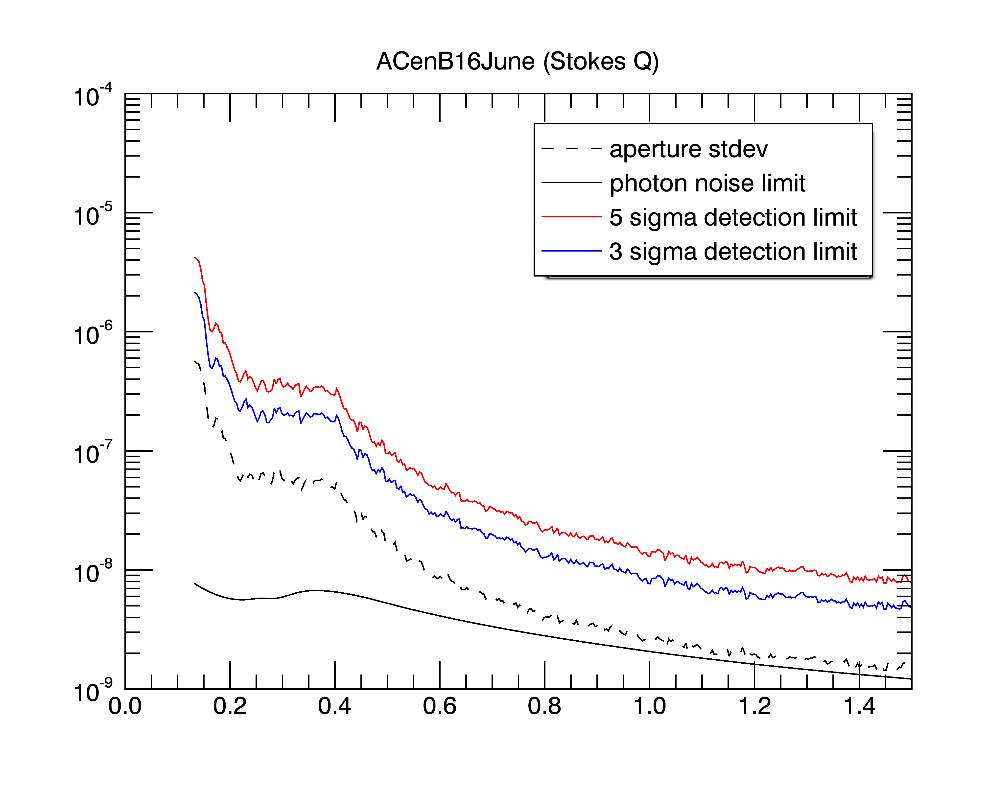 ACenB16June (Stokes Q)
10-4
10-5
10-6
10-7
10-8
10-9
aperture stdev
photon noise limit
5 sigma detection limit
3 sigma detection limit
0.0 0.2 0.4 0.6 0.8 1.0 1.2 1.4